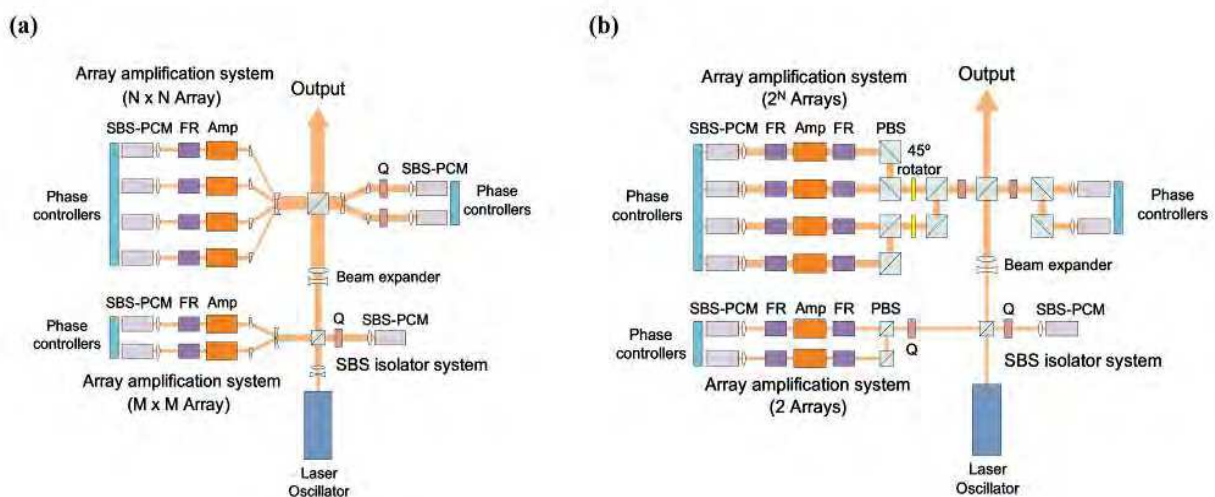 (a)
Array amplification system
(N x N Array)
Output
SBS-PCM FR Amp
Q SBS-PCM
Phase
controllers
Phase
controllers
Beam expander
SBS-PCM FR Amp
Q SBS-PCM
Phase controllers
SBS isolator system
Array amplification system
(M x M Array)
Laser
Oscillator
(b)
Array amplification system
(2^N Arrays)
Output
SBS-PCM FR Amp FR PBS
45º
rotator
Phase
controllers
Phase
controllers
Beam expander
SBS-PCM FR Amp FR PBS
Q SBS-PCM
Phase controllers
Q
SBS isolator system
Array amplification system
(2 Arrays)
Laser
Oscillator